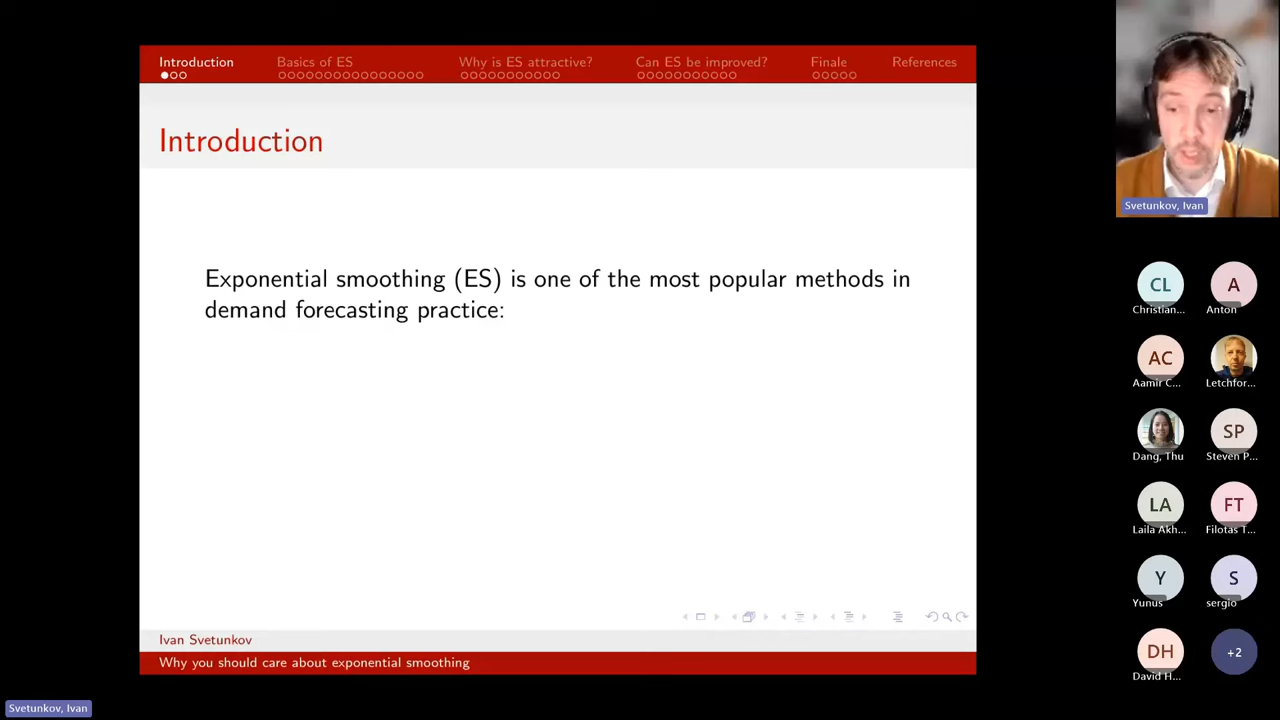 Introduction
Basics of ES
Why is ES attractive?
Can ES be improved?
Finale
References
Introduction
Exponential smoothing (ES) is one of the most popular methods in
demand forecasting practice:
Ivan Svetunkov
Why you should care about exponential smoothing
Svetunkov, Ivan
CL
Christian...
A
Anton
AC
Aamir C...
Letchfor...
Dang, Thu
SP
Steven P...
LA
Laila Akh...
FT
Filotas T...
Y
Yunus
S
sergio
DH
David H...
+2
Svetunkov, Ivan